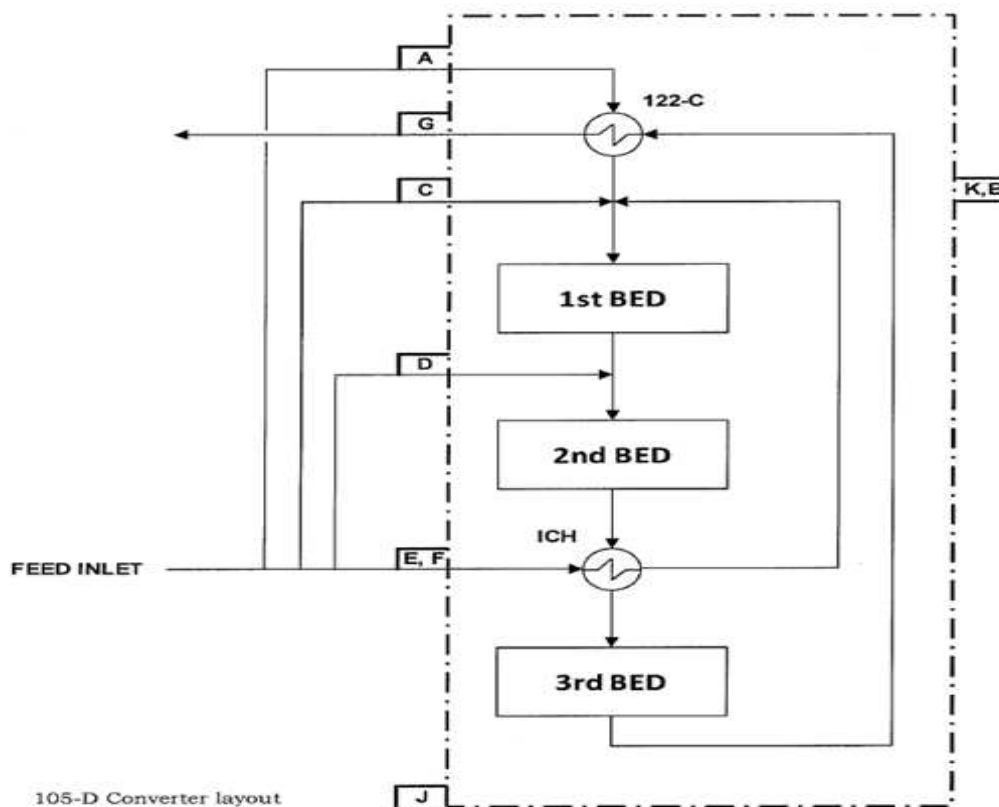 A
122-C
G
C
K,B
1st BED
D
2nd BED
ICH
E, F
FEED INLET
3rd BED
105-D Converter layout
J